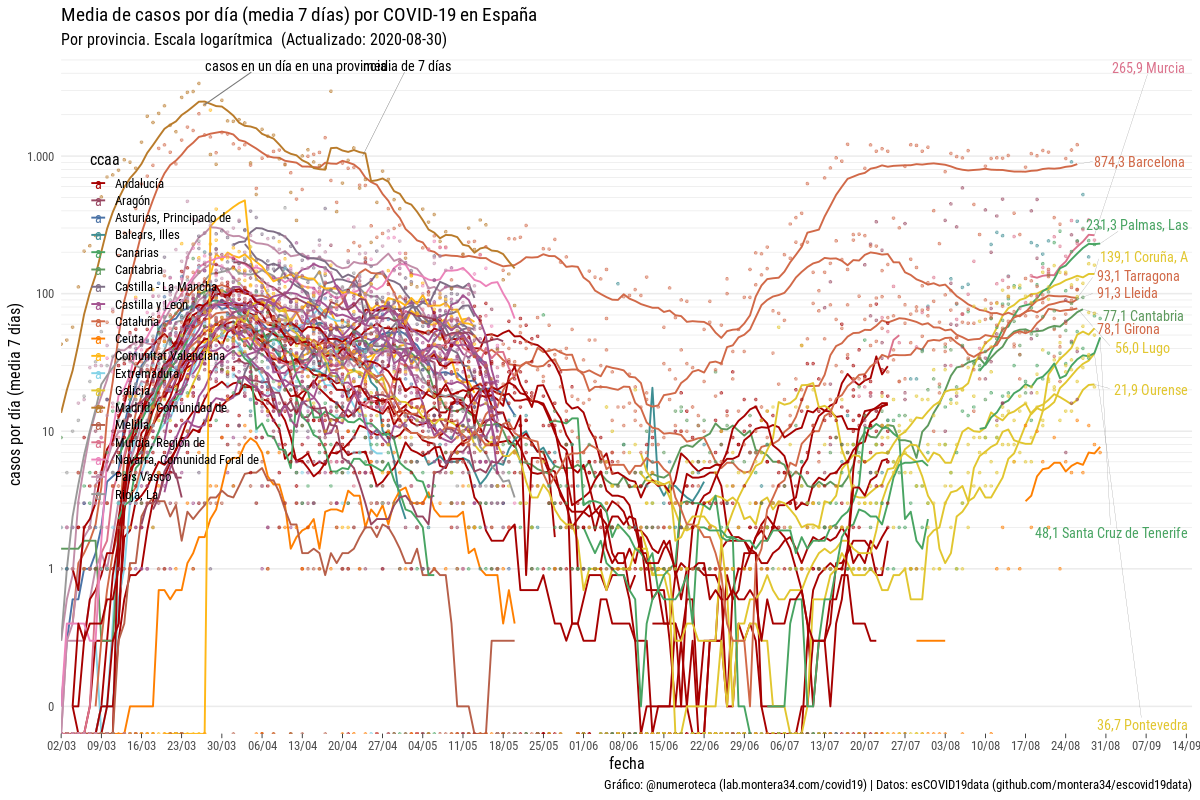 Media de casos por día (media 7 días) por COVID-19 en España
Por provincia. Escala logarítmica (Actualizado: 2020-08-30)
casos en un día en una provincia
media de 7 días
265,9 Murcia
874,3 Barcelona
231,3 Palmas, Las
139,1 Coruña, A
93,1 Tarragona
91,3 Lleida
77,1 Cantabria
78,1 Girona
56,0 Lugo
21,9 Ourense
48,1 Santa Cruz de Tenerife
36,7 Pontevedra
ccaa
a Andalucía
a Aragón
a Asturias, Principado de
a Balears, Illes
a Canarias
a Cantabria
a Castilla - La Mancha
a Castilla y León
a Cataluña
a Ceuta
a Comunitat Valenciana
a Extremadura
a Galicia
a Madrid, Comunidad de
a Melilla
a Murcia, Región de
a Navarra, Comunidad Foral de
a País Vasco
a Rioja, La
casos por día (media 7 días)
1.000
100
10
1
0
02/03 09/03 16/03 23/03 30/03 06/04 13/04 20/04 27/04 04/05 11/05 18/05 25/05 01/06 08/06 15/06 22/06 29/06 06/07 13/07 20/07 27/07 03/08 10/08 17/08 24/08 31/08 07/09 14/09
fecha
Gráfico: @numeroteca (lab.montera34.com/covid19) | Datos: esCOVID19data (github.com/montera34/escovid19data)